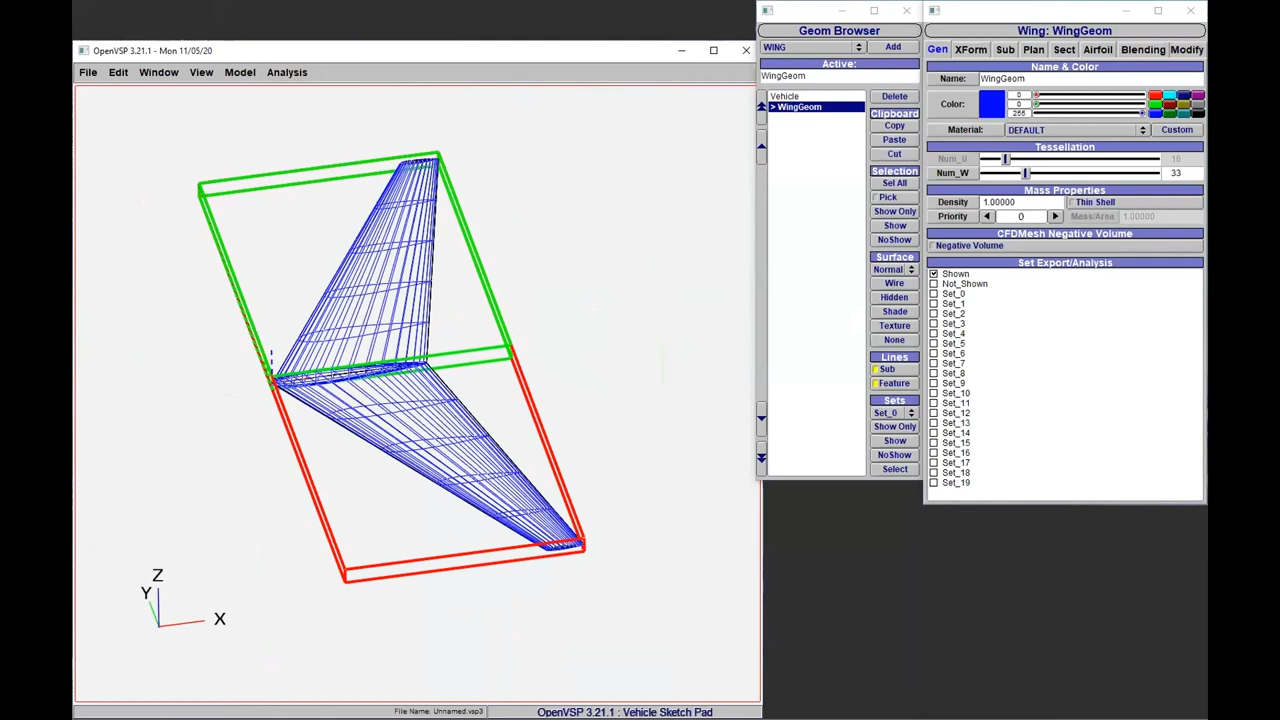 OpenVSP 3.21.1 - Mon 11/05/20
File Edit Window View Model Analysis
Z
Y
X
File Name: Unnamed.vsp3
OpenVSP 3.21.1 : Vehicle Sketch Pad
Geom Browser
WING Add
Active:
WingGeom
Vehicle
> WingGeom
Delete
Clipboard
Copy
Paste
Cut
Selection
Sel All
Pick
Show Only
Show
NoShow
Surface
Normal
Wire
Hidden
Shade
Texture
None
Lines
Sub
Feature
Sets
Set_0
Show Only
Show
NoShow
Select
Wing: WingGeom
Gen XForm Sub Plan Sect Airfoil Blending Modify
Name & Color
Name: WingGeom
Color:
0
0
255
Material: DEFAULT Custom
Tessellation
Num_U 16
Num_W 33
Mass Properties
Density 1.00000 Thin Shell
Priority 0 Mass/Area 1.00000
CFDMesh Negative Volume
Negative Volume
Set Export/Analysis
Shown
Not_Shown
Set_0
Set_1
Set_2
Set_3
Set_4
Set_5
Set_6
Set_7
Set_8
Set_9
Set_10
Set_11
Set_12
Set_13
Set_14
Set_15
Set_16
Set_17
Set_18
Set_19